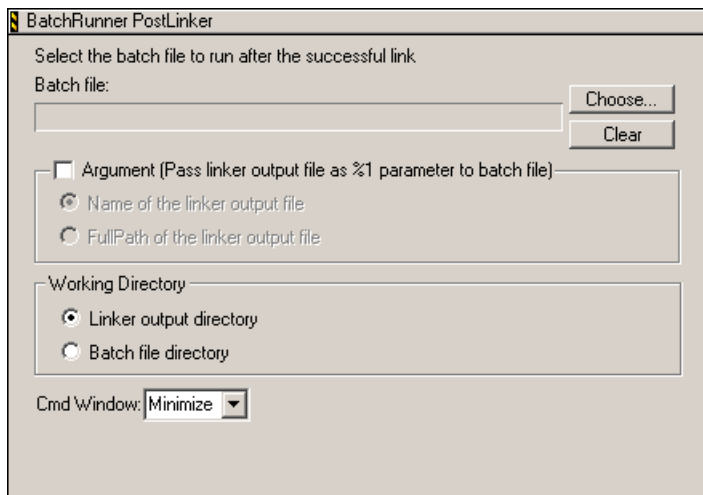 BatchRunner PostLinker
Select the batch file to run after the successful link
Batch file:
Choose...
Clear
Argument (Pass linker output file as %1 parameter to batch file)
Name of the linker output file
FullPath of the linker output file
Working Directory
Linker output directory
Batch file directory
Cmd Window: Minimize